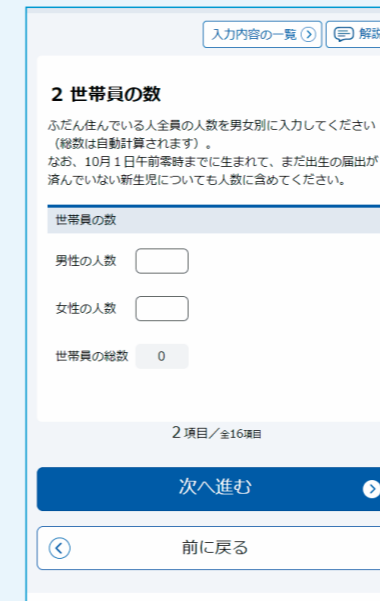 入力内容の一覧
解説
2 世帯員の数
ふだん住んでいる人全員の人数を男女別に入力してください
(総数は自動計算されます)。
なお、10月1日午前零時までに生まれて、まだ出生の届出が
済んでいない新生児についても人数に含めてください。
世帯員の数
男性の人数
女性の人数
世帯員の総数 0
2項目/全16項目
次へ進む
前に戻る